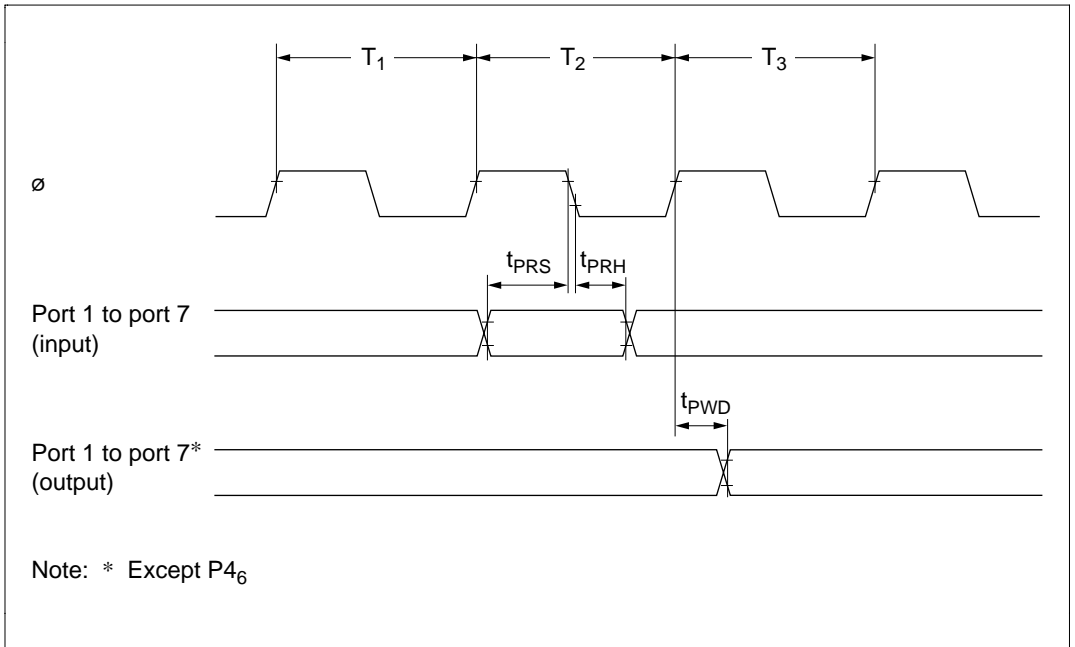 T₁ T₂ T₃
ø
tPRS tPRH
Port 1 to port 7
(input)
tPWD
Port 1 to port 7*
(output)
Note: * Except P4₆